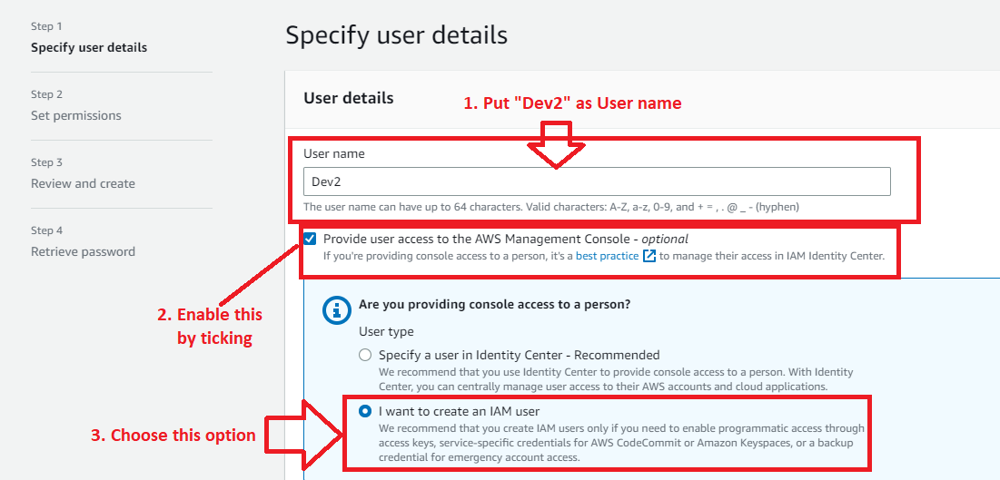 Step 1
Specify user details
Step 2
Set permissions
Step 3
Review and create
Step 4
Retrieve password
Specify user details
User details
1. Put "Dev2" as User name
User name
Dev2
The user name can have up to 64 characters. Valid characters: A-Z, a-z, 0-9, and + = , . @ _ - (hyphen)
Provide user access to the AWS Management Console - optional
If you're providing console access to a person, it's a best practice to manage their access in IAM Identity Center.
2. Enable this
by ticking
Are you providing console access to a person?
User type
Specify a user in Identity Center - Recommended
We recommend that you use Identity Center to provide console access to a person. With Identity
Center, you can centrally manage user access to their AWS accounts and cloud applications.
3. Choose this option
I want to create an IAM user
We recommend that you create IAM users only if you need to enable programmatic access through
access keys, service-specific credentials for AWS CodeCommit or Amazon Keyspaces, or a backup
credential for emergency account access.